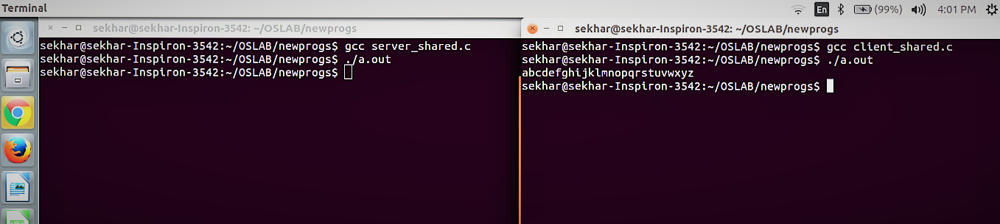 Terminal
En
(99%)
4:01 PM
sekhar@sekhar-Inspiron-3542: ~/OSLAB/newprogs
sekhar@sekhar-Inspiron-3542:~/OSLAB/newprogs$ gcc server_shared.c
sekhar@sekhar-Inspiron-3542:~/OSLAB/newprogs$ ./a.out
sekhar@sekhar-Inspiron-3542:~/OSLAB/newprogs$
sekhar@sekhar-Inspiron-3542: ~/OSLAB/newprogs
sekhar@sekhar-Inspiron-3542:~/OSLAB/newprogs$ gcc client_shared.c
sekhar@sekhar-Inspiron-3542:~/OSLAB/newprogs$ ./a.out
abcdefghijklmnopqrstuvwxyz
sekhar@sekhar-Inspiron-3542:~/OSLAB/newprogs$